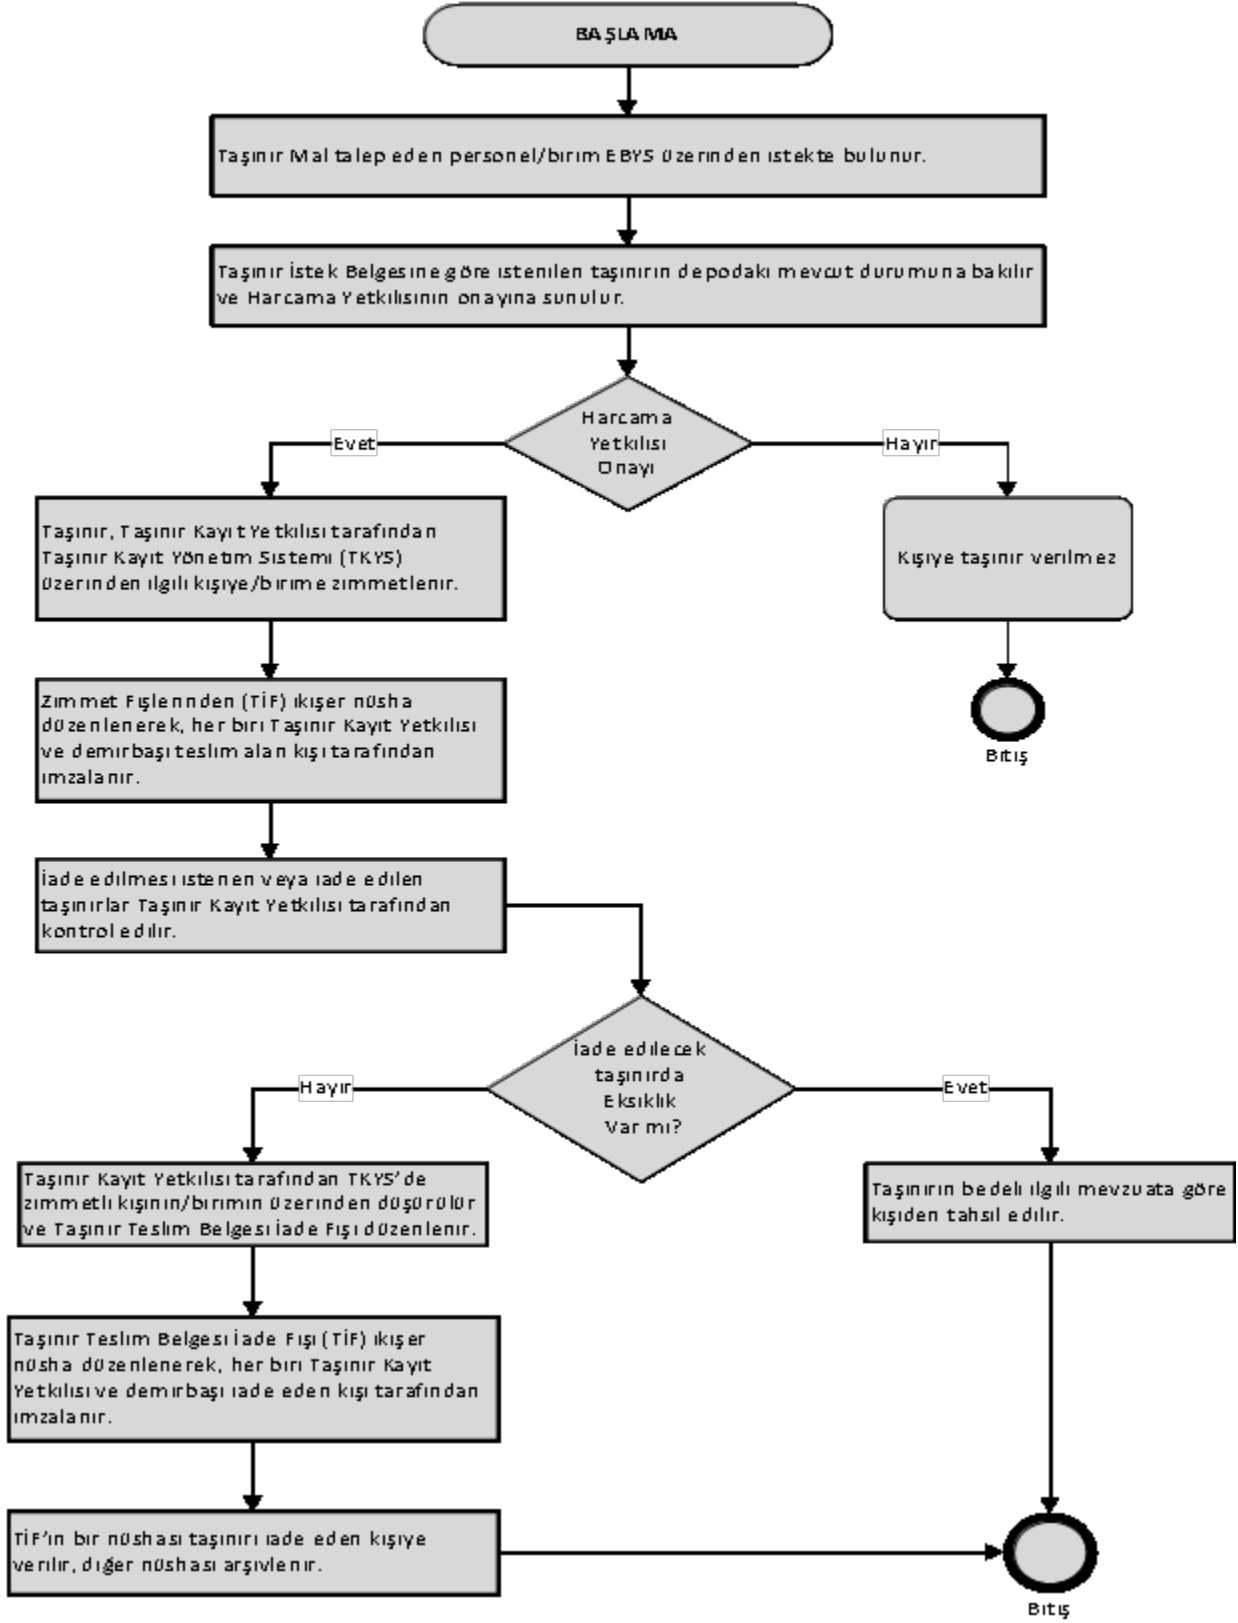 BAŞLAMA
Taşınır Mal talep eden personel/birim EBYS üzerinden istekte bulunur.
Taşınır İstek Belgesine göre istenilen taşınırın depodaki mevcut durumuna bakılır
ve Harcama Yetkilisinin onayına sunulur.
Harcama
Yetkilisi
Onayı
Evet
Hayır
Taşınır, Taşınır Kayıt Yetkilisi tarafından
Taşınır Kayıt Yönetim Sistemi (TKYS)
üzerinden ilgili kişiye/birime zimmetlenir.
Kişiye taşınır verilmez
Zimmet Fişlerinden (TİF) ikişer nüsha
düzenlenerek, her biri Taşınır Kayıt Yetkilisi
ve demirbaşı teslim alan kişi tarafından
imzalanır.
Bitiş
İade edilmesi istenen veya iade edilen
taşınırlar Taşınır Kayıt Yetkilisi tarafından
kontrol edilir.
İade edilecek
taşınırda
Eksiklik
Var mı?
Hayır
Evet
Taşınır Kayıt Yetkilisi tarafından TKYS’de
zimmetli kişinin/birimin üzerinden düşürülür
ve Taşınır Teslim Belgesi İade Fişi düzenlenir.
Taşınırın bedeli ilgili mevzuata göre
kişiden tahsil edilir.
Taşınır Teslim Belgesi İade Fişi (TİF) ikişer
nüsha düzenlenerek, her biri Taşınır Kayıt
Yetkilisi ve demirbaşı iade eden kişi tarafından
imzalanır.
TİF’in bir nüshası taşınırı iade eden kişiye
verilir, diğer nüshası arşivlenir.
Bitiş